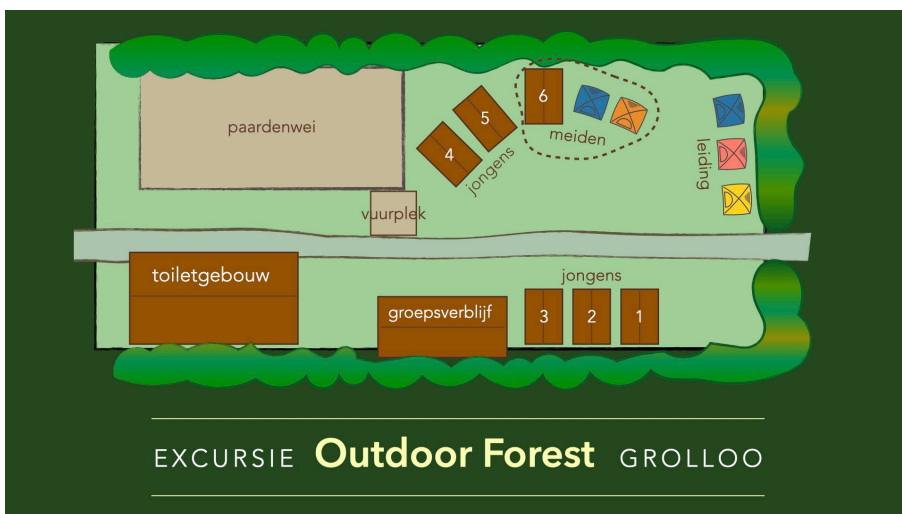 paardenwei
6
5
4
meiden
jongens
leiding
vuurplek
toiletgebouw
jongens
groepsverblijf
3
2
1
EXCURSIE Outdoor Forest GROLLOO